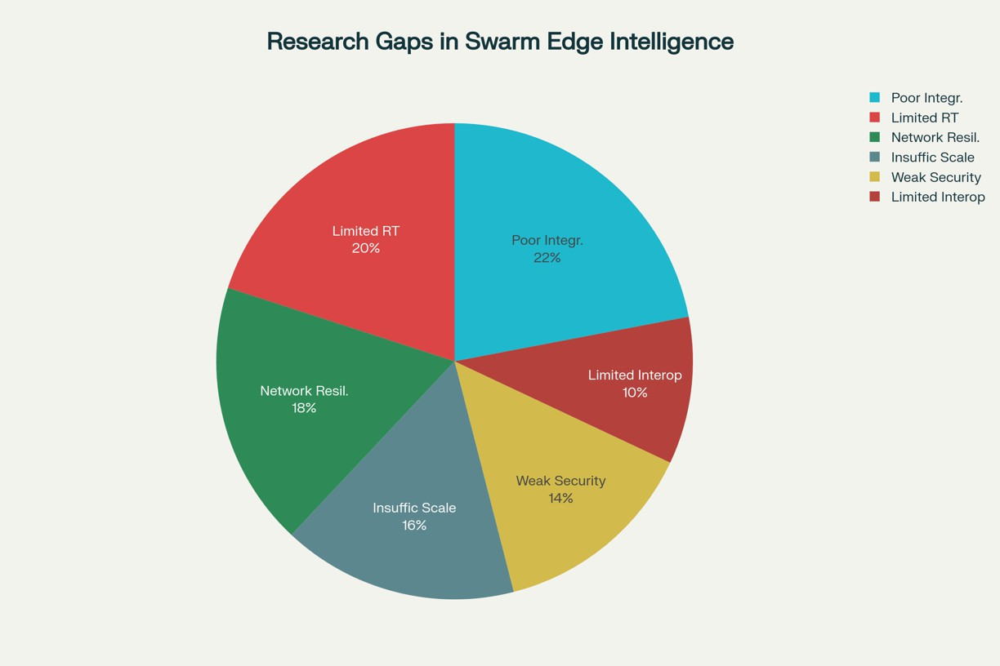 Research Gaps in Swarm Edge Intelligence
Poor Integr.
Limited RT
Network Resil.
Insuffic Scale
Weak Security
Limited Interop
Limited RT
20%
Poor Integr.
22%
Limited Interop
10%
Network Resil.
18%
Weak Security
14%
Insuffic Scale
16%